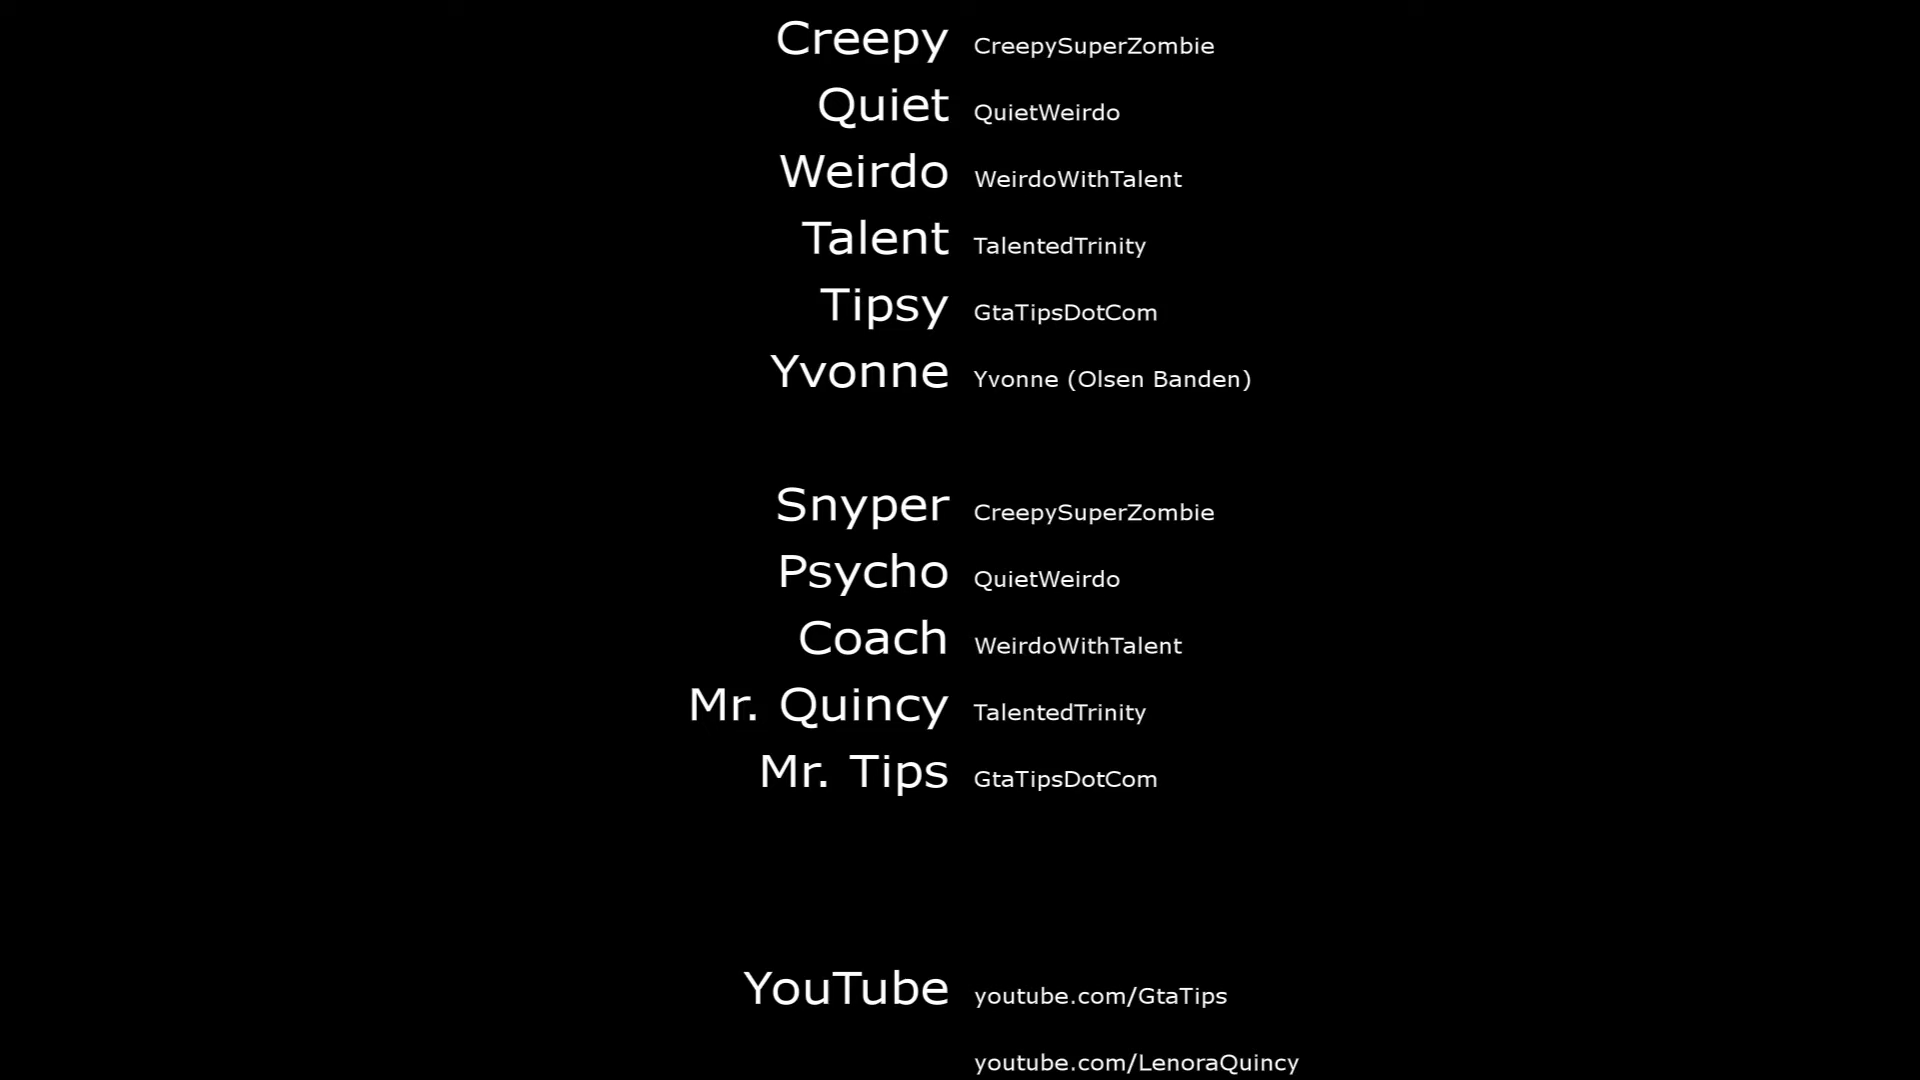 Creepy CreepySuperZombie
Quiet QuietWeirdo
Weirdo WeirdoWithTalent
Talent TalentedTrinity
Tipsy GtaTipsDotCom
Yvonne Yvonne (Olsen Banden)
Snyper CreepySuperZombie
Psycho QuietWeirdo
Coach WeirdoWithTalent
Mr. Quincy TalentedTrinity
Mr. Tips GtaTipsDotCom
YouTube youtube.com/GtaTips
youtube.com/LenoraQuincy